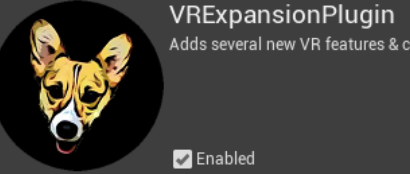 VRExpansionPlugin
Adds several new VR features & c
Enabled